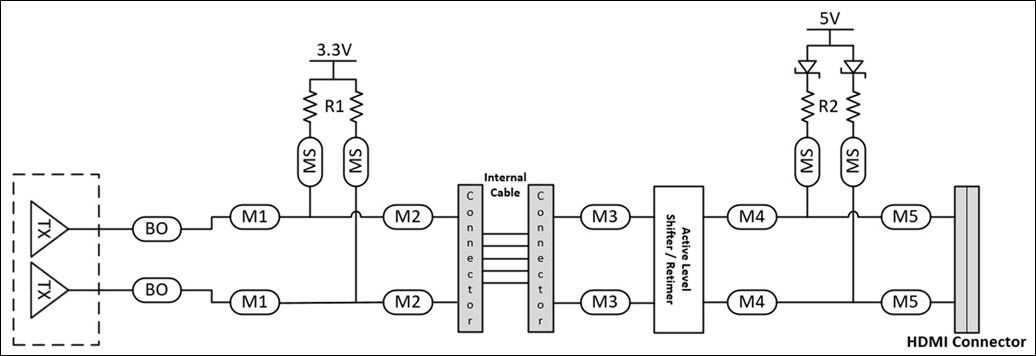 3.3V
R1
MS
MS
5V
R2
MS
MS
TX
BO
M1
M2
Connector
Internal
Cable
Connector
M3
Active Level
Shifter / Retimer
M4
M5
TX
BO
M1
M2
M3
M4
M5
HDMI Connector